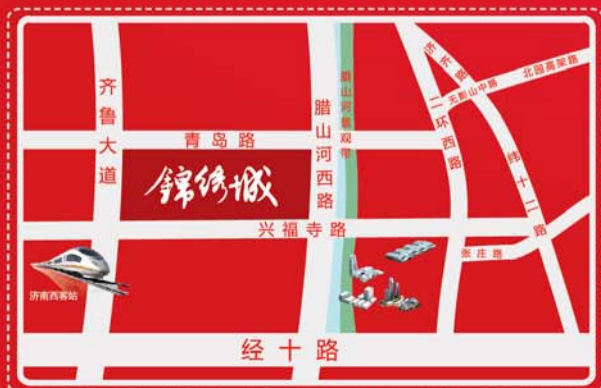 齐鲁大道
青岛路
腊山河西路
腊山河景观带
二环西路
济齐路
无影山中路
北园高架路
纬十二路
錦绣城
兴福寺路
张庄路
济南西客站
经十路